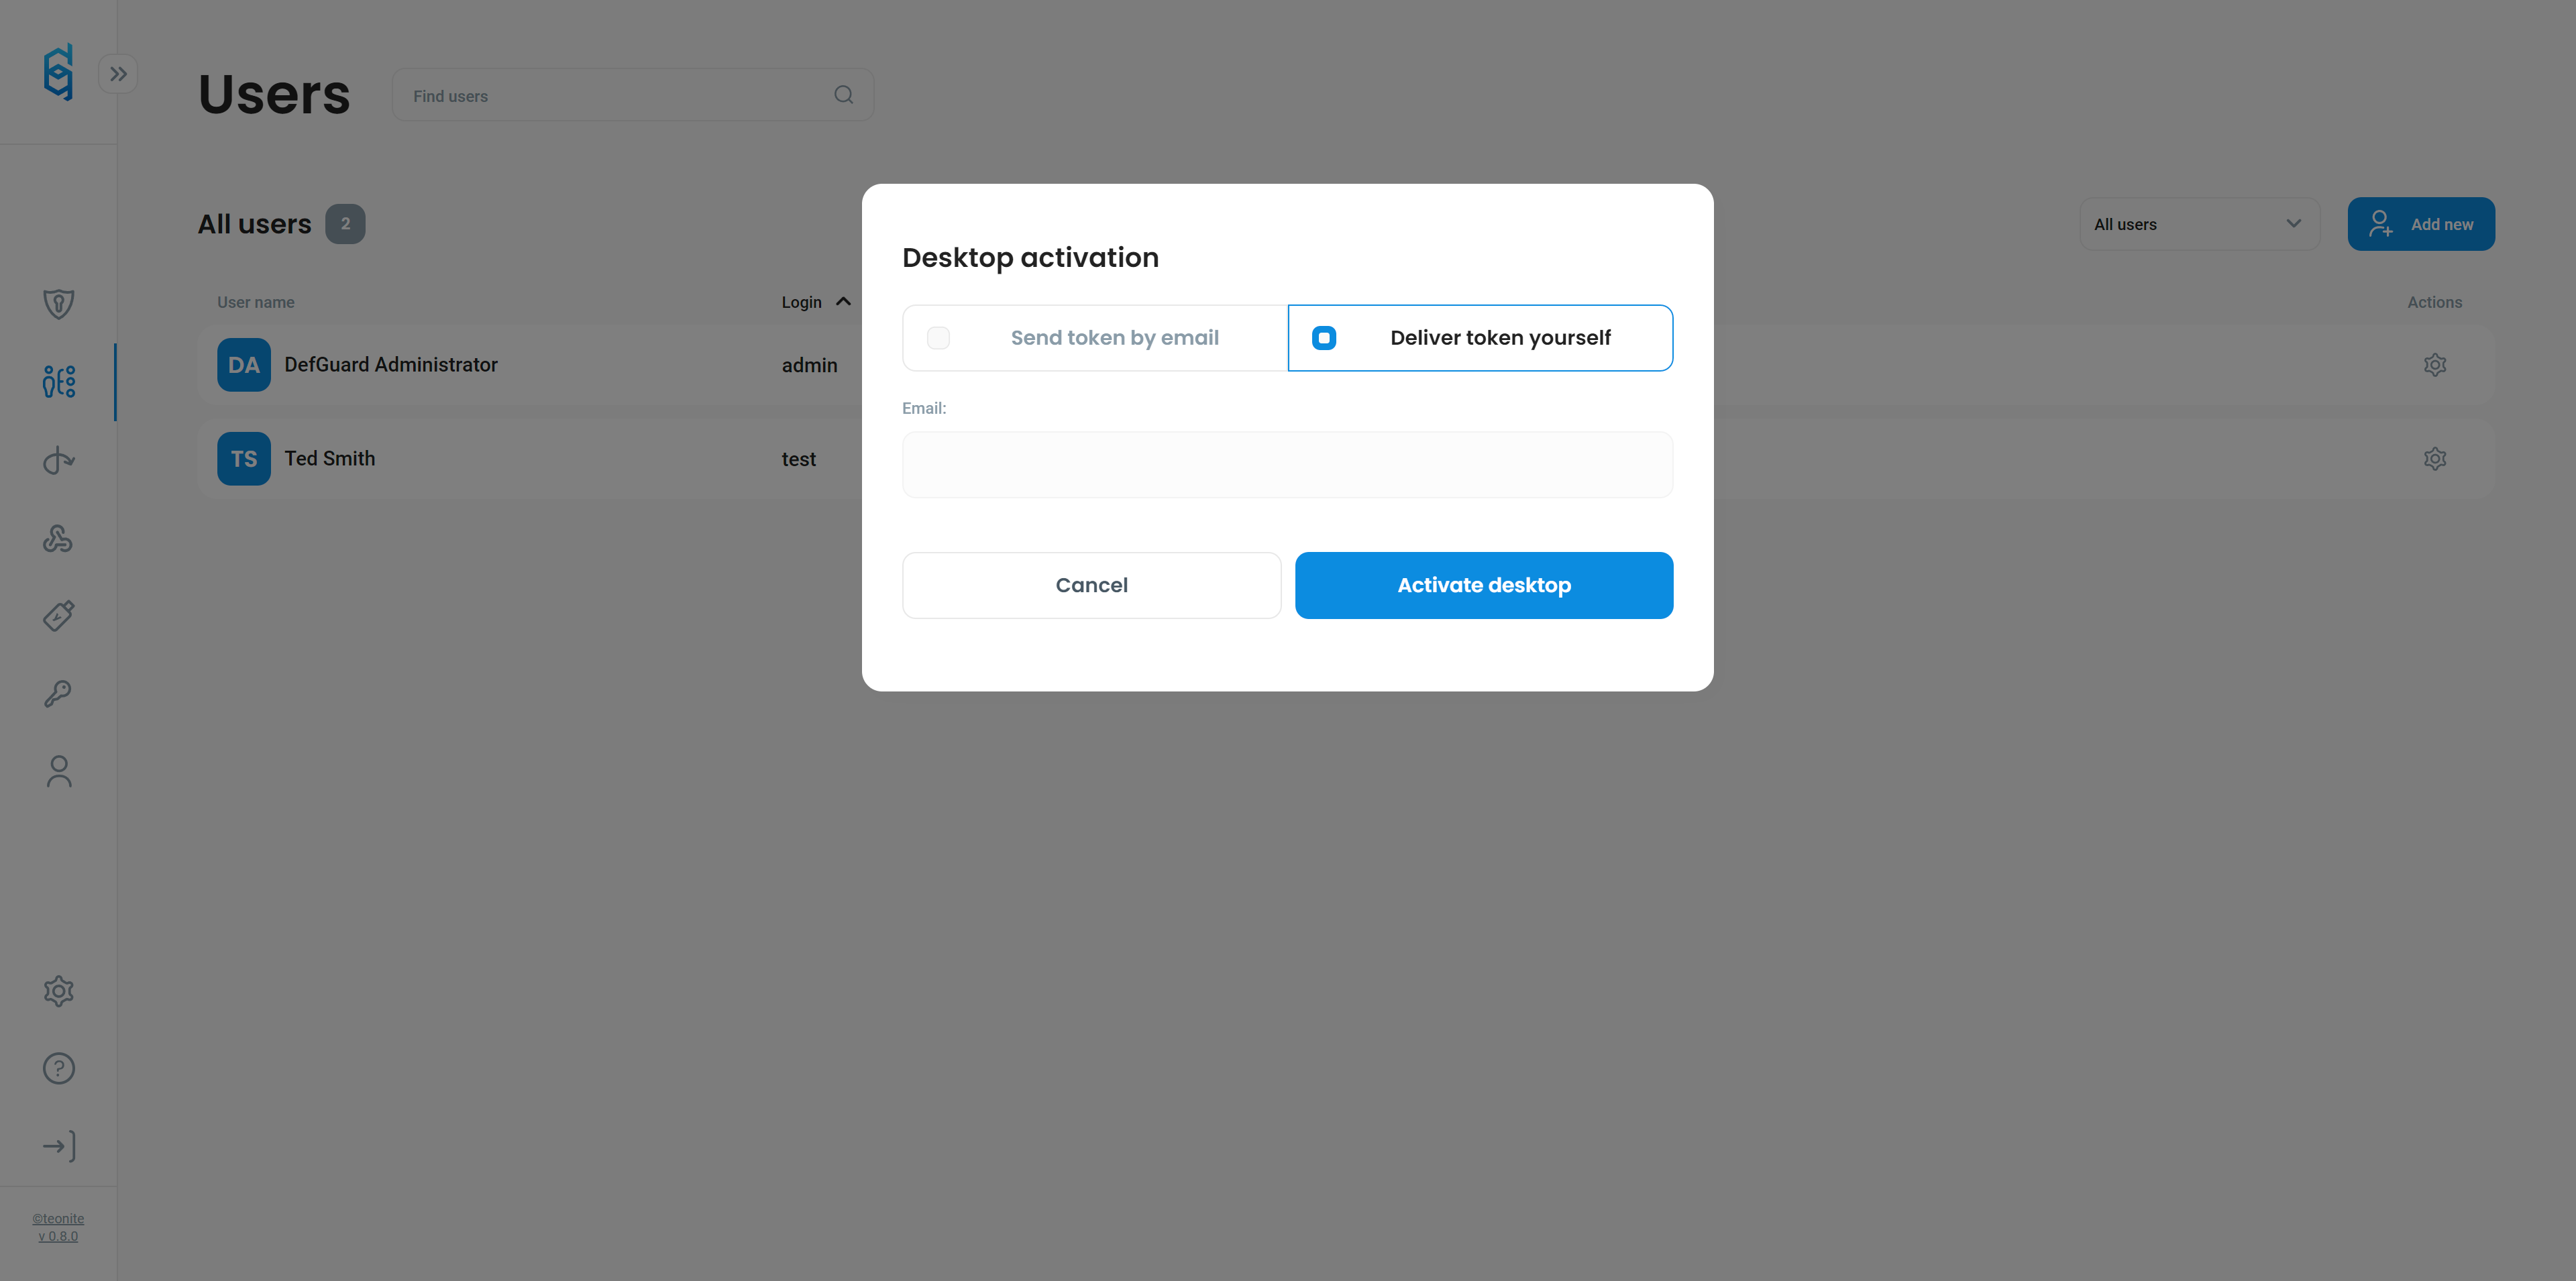 Users
Find users
All users
2
All users
Add new
User name
Login
Actions
DA
DefGuard Administrator
admin
TS
Ted Smith
test
Desktop activation
Send token by email
Deliver token yourself
Email:
Cancel
Activate desktop
©teonite
v 0.8.0